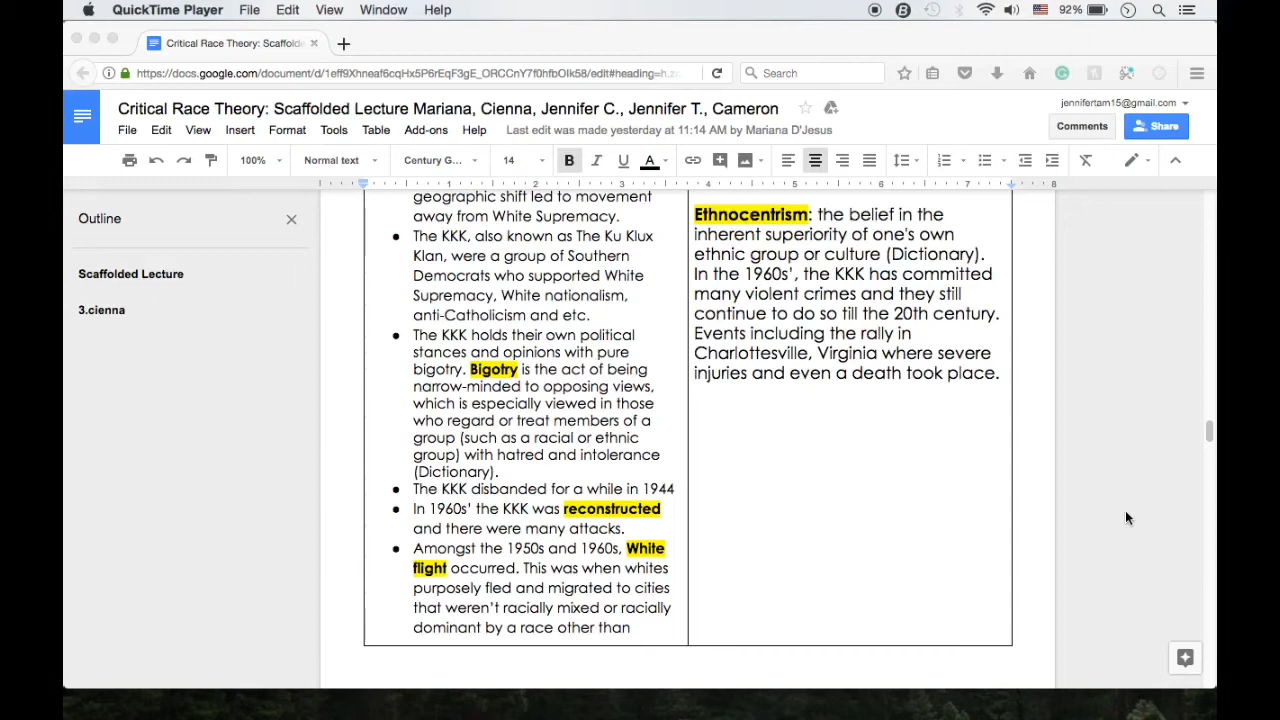 QuickTime Player File Edit View Window Help
92%
Critical Race Theory: Scaffolde
https://docs.google.com/document/d/1eff9Xhneaf6cqHx5P6rEqF3gE_ORCCnY7f0hfbOlk58/edit#heading=h.z
Search
Critical Race Theory: Scaffolded Lecture Mariana, Cienna, Jennifer C., Jennifer T., Cameron
jennifertam15@gmail.com
File Edit View Insert Format Tools Table Add-ons Help
Last edit was made yesterday at 11:14 AM by Mariana D'Jesus
Comments
Share
100% Normal text Century G... 14 B I U A
1 2 3 4 5 6 7 8
Outline
Scaffolded Lecture
3.cienna
geographic shift led to movement
away from White Supremacy.
● The KKK, also known as The Ku Klux
Klan, were a group of Southern
Democrats who supported White
Supremacy, White nationalism,
anti-Catholicism and etc.
● The KKK holds their own political
stances and opinions with pure
bigotry. Bigotry is the act of being
narrow-minded to opposing views,
which is especially viewed in those
who regard or treat members of a
group (such as a racial or ethnic
group) with hatred and intolerance
(Dictionary).
● The KKK disbanded for a while in 1944
● In 1960s' the KKK was reconstructed
and there were many attacks.
● Amongst the 1950s and 1960s, White
flight occurred. This was when whites
purposely fled and migrated to cities
that weren't racially mixed or racially
dominant by a race other than
Ethnocentrism: the belief in the
inherent superiority of one's own
ethnic group or culture (Dictionary).
In the 1960s', the KKK has committed
many violent crimes and they still
continue to do so till the 20th century.
Events including the rally in
Charlottesville, Virginia where severe
injuries and even a death took place.